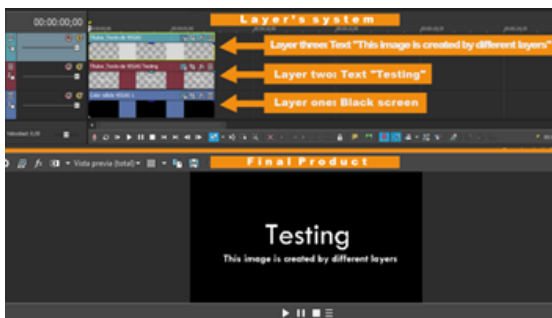 Layer's system
00:00:00;00
Layer three: Text "This image is created by different layers"
Layer two: Text "Testing"
Layer one: Black screen
Final Product
Vista previa (total)
Testing
This image is created by different layers